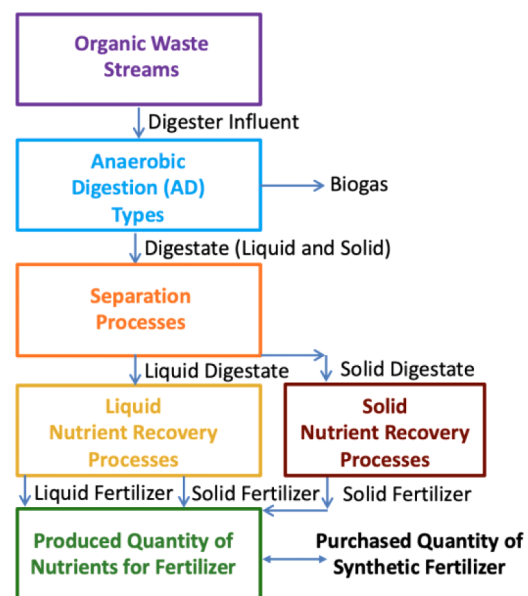 Organic Waste
Streams
Digester Influent
Anaerobic
Digestion (AD)
Types
Biogas
Digestate (Liquid and Solid)
Separation
Processes
Liquid Digestate
Solid Digestate
Liquid
Nutrient Recovery
Processes
Solid
Nutrient Recovery
Processes
Liquid Fertilizer
Solid Fertilizer
Solid Fertilizer
Produced Quantity of
Nutrients for Fertilizer
Purchased Quantity of
Synthetic Fertilizer